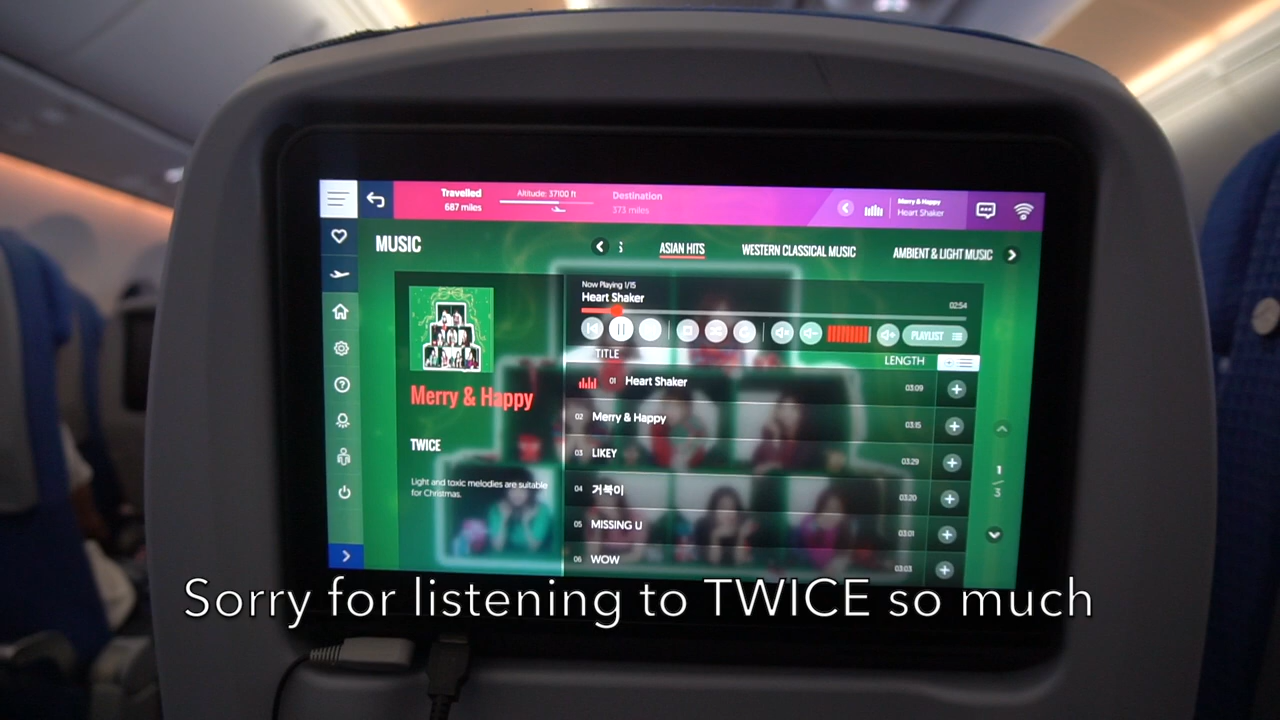 Travelled
687 miles
Altitude: 37100 ft
Destination
373 miles
Merry & Happy
Heart Shaker
MUSIC
S
ASIAN HITS
WESTERN CLASSICAL MUSIC
AMBIENT & LIGHT MUSIC
Now Playing 1/15
Heart Shaker
02:54
PLAYLIST
TITLE
LENGTH
Merry & Happy
TWICE
Light and toxic melodies are suitable
for Christmas.
01 Heart Shaker 03:09
02 Merry & Happy 03:15
03 LIKEY 03:29
04 거북이 03:20
05 MISSING U 03:01
06 WOW 03:03
1
3
Sorry for listening to TWICE so much